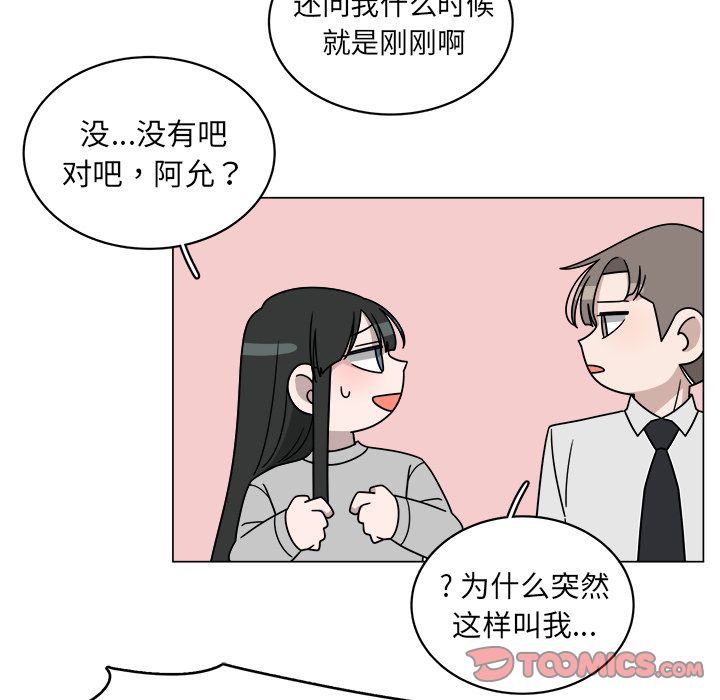 还问我什么时候
就是刚刚啊
没...没有吧
对吧，阿允？
? 为什么突然
这样叫我...
TOOMICS.COM